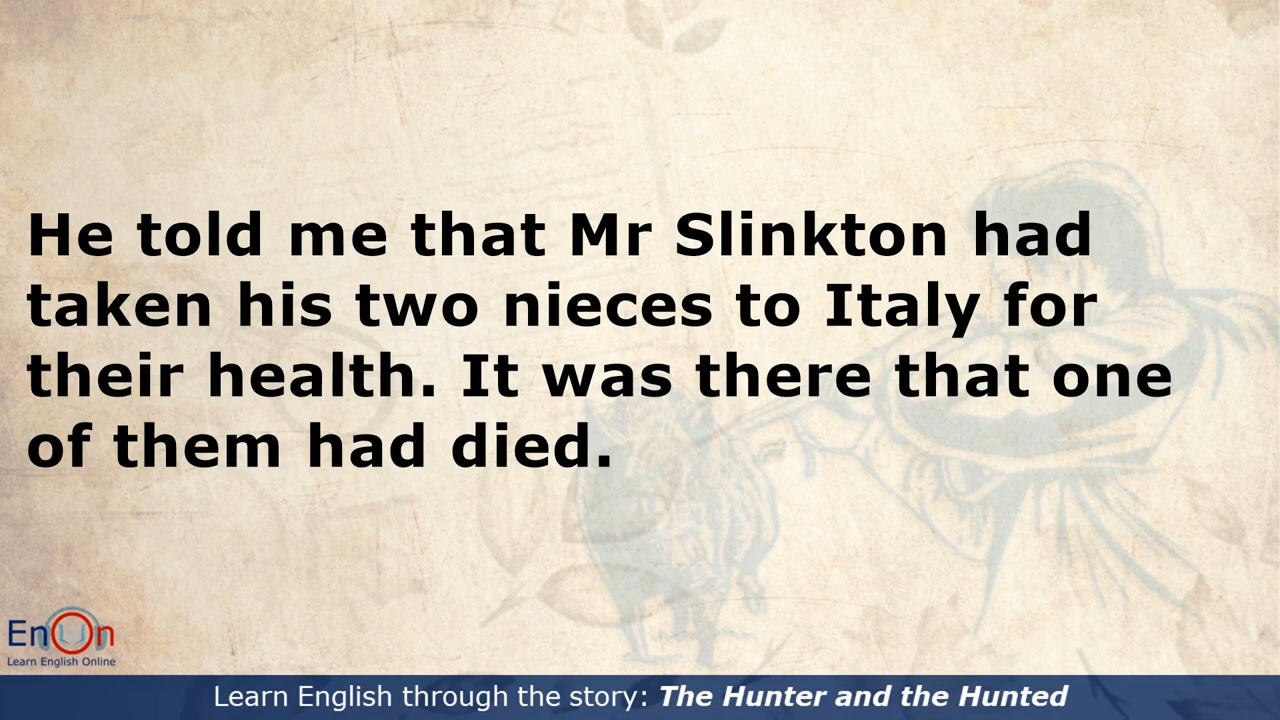 He told me that Mr Slinkton had
taken his two nieces to Italy for
their health. It was there that one
of them had died.
EnOn
Learn English Online
Learn English through the story: The Hunter and the Hunted